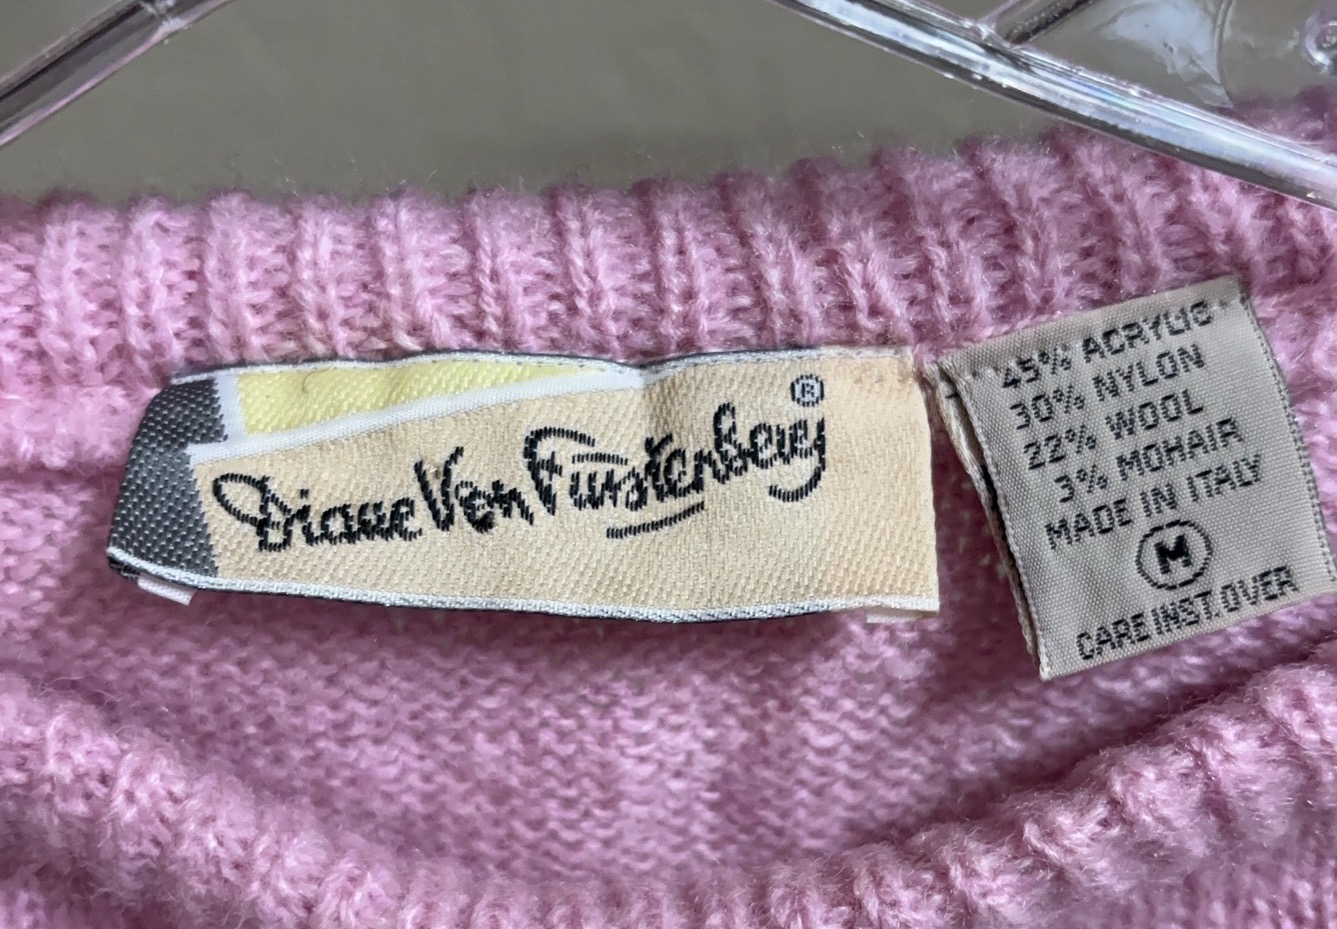 Diane Von Furstenberg ®
45% ACRYLIC
30% NYLON
22% WOOL
3% MOHAIR
MADE IN ITALY
M
CARE INST. OVER